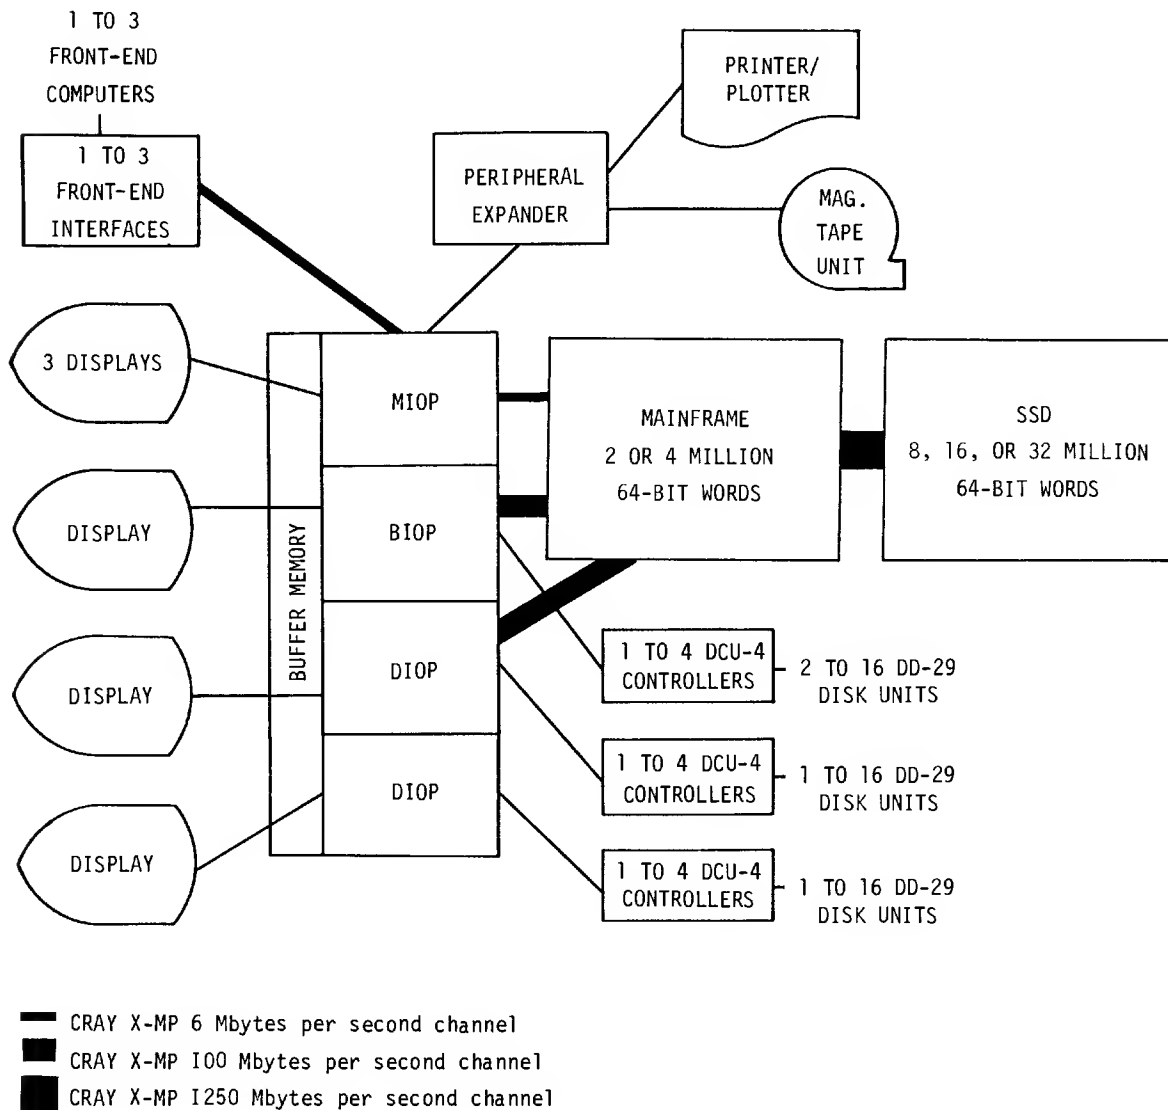 1 TO 3
FRONT-END
COMPUTERS
1 TO 3
FRONT-END
INTERFACES
PRINTER/
PLOTTER
PERIPHERAL
EXPANDER
MAG.
TAPE
UNIT
3 DISPLAYS
DISPLAY
DISPLAY
DISPLAY
BUFFER MEMORY
MIOP
BIOP
DIOP
DIOP
MAINFRAME
2 OR 4 MILLION
64-BIT WORDS
SSD
8, 16, OR 32 MILLION
64-BIT WORDS
1 TO 4 DCU-4
CONTROLLERS
2 TO 16 DD-29
DISK UNITS
1 TO 4 DCU-4
CONTROLLERS
1 TO 16 DD-29
DISK UNITS
1 TO 4 DCU-4
CONTROLLERS
1 TO 16 DD-29
DISK UNITS
CRAY X-MP 6 Mbytes per second channel
CRAY X-MP 100 Mbytes per second channel
CRAY X-MP 1250 Mbytes per second channel